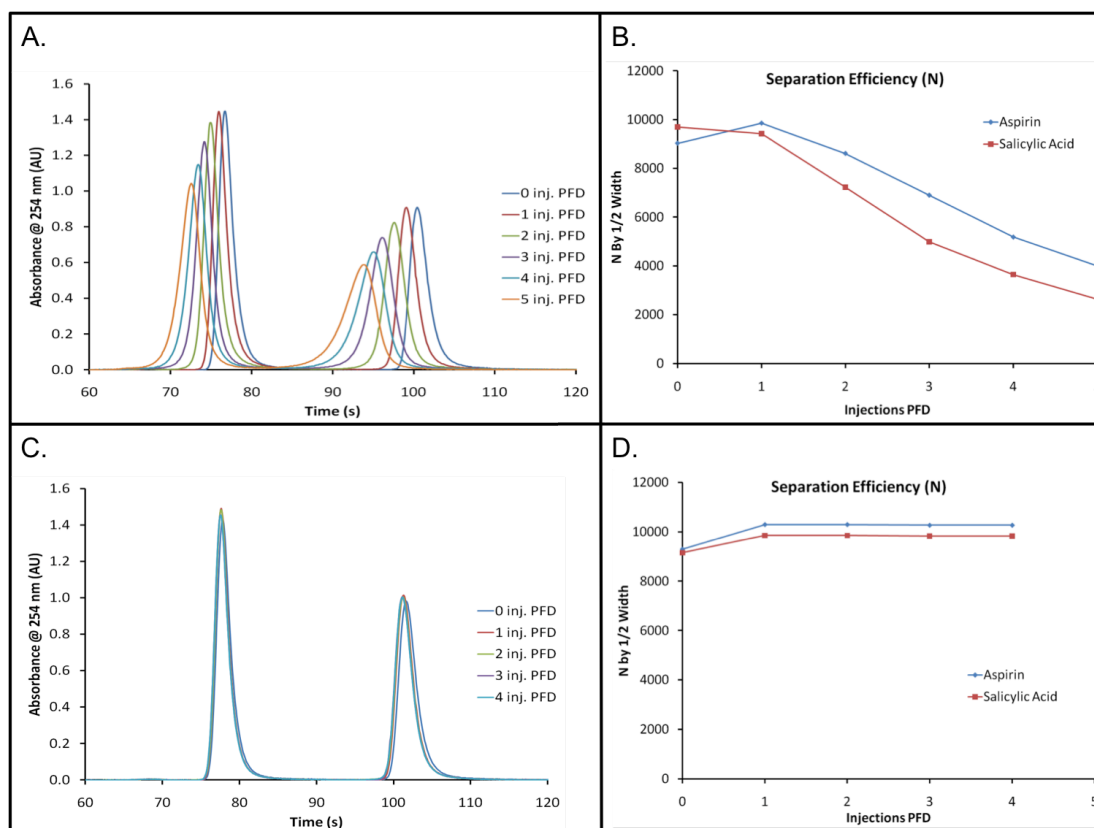 A.
1.6
1.4
1.2
1.0
0.8
0.6
0.4
0.2
0.0
Absorbance @ 254 nm (AU)
60 70 80 90 100 110 120
Time (s)
0 inj. PFD
1 inj. PFD
2 inj. PFD
3 inj. PFD
4 inj. PFD
5 inj. PFD
B.
Separation Efficiency (N)
12000
10000
8000
6000
4000
2000
0
N By 1/2 Width
0 1 2 3 4 5
Injections PFD
Aspirin
Salicylic Acid
C.
1.6
1.4
1.2
1.0
0.8
0.6
0.4
0.2
0.0
Absorbance @ 254 nm (AU)
60 70 80 90 100 110 120
Time (s)
0 inj. PFD
1 inj. PFD
2 inj. PFD
3 inj. PFD
4 inj. PFD
D.
Separation Efficiency (N)
12000
10000
8000
6000
4000
2000
0
N by 1/2 Width
0 1 2 3 4 5
Injections PFD
Aspirin
Salicylic Acid